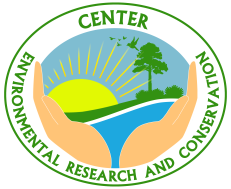 CENTER
ENVIRONMENTAL RESEARCH AND CONSERVATION